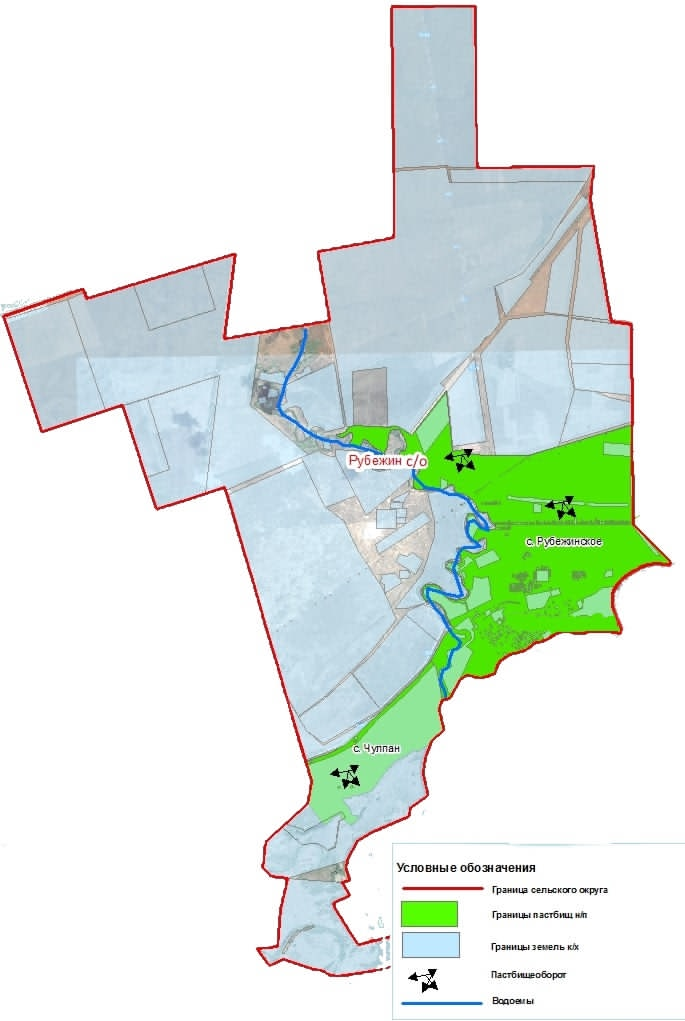 Рубежин с/о
с. Рубежинское
с. Чулпан
Условные обозначения
Граница сельского округа
Границы пастбищ н/п
Границы земель к/х
Пастбищеоборот
Водоемы